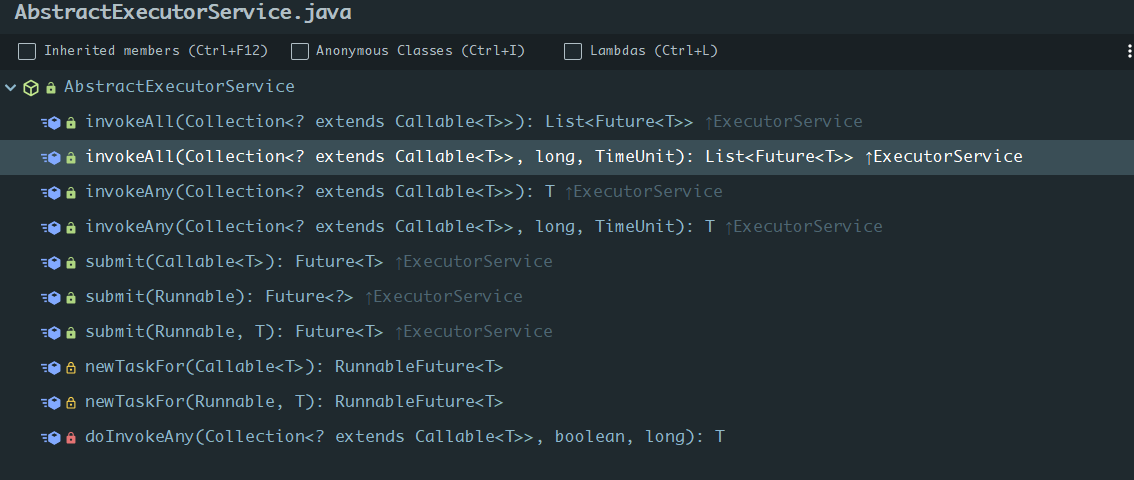 AbstractExecutorService.java
Inherited members (Ctrl+F12) Anonymous Classes (Ctrl+I) Lambdas (Ctrl+L)
AbstractExecutorService
invokeAll(Collection<? extends Callable<T>>): List<Future<T>> ↑ExecutorService
invokeAll(Collection<? extends Callable<T>>, long, TimeUnit): List<Future<T>> ↑ExecutorService
invokeAny(Collection<? extends Callable<T>>): T ↑ExecutorService
invokeAny(Collection<? extends Callable<T>>, long, TimeUnit): T ↑ExecutorService
submit(Callable<T>): Future<T> ↑ExecutorService
submit(Runnable): Future<?> ↑ExecutorService
submit(Runnable, T): Future<T> ↑ExecutorService
newTaskFor(Callable<T>): RunnableFuture<T>
newTaskFor(Runnable, T): RunnableFuture<T>
doInvokeAny(Collection<? extends Callable<T>>, boolean, long): T